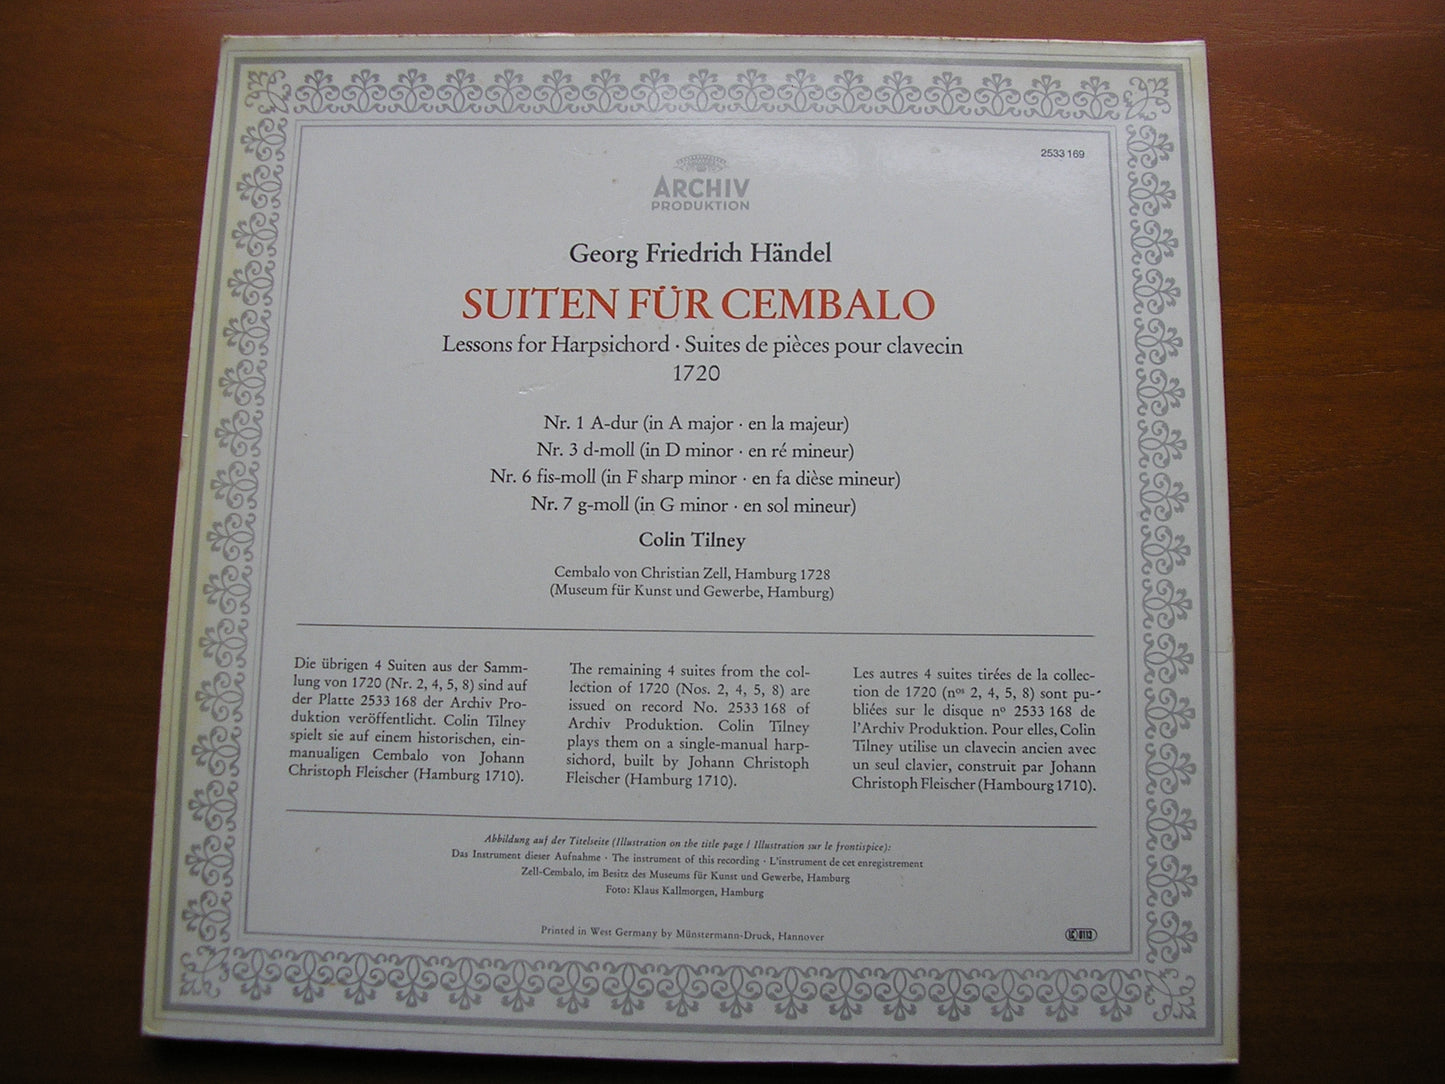 2533 169
ARCHIV
PRODUKTION
Georg Friedrich Händel
SUITEN FÜR CEMBALO
Lessons for Harpsichord · Suites de pièces pour clavecin
1720
Nr. 1 A-dur (in A major · en la majeur)
Nr. 3 d-moll (in D minor · en ré mineur)
Nr. 6 fis-moll (in F sharp minor · en fa dièse mineur)
Nr. 7 g-moll (in G minor · en sol mineur)
Colin Tilney
Cembalo von Christian Zell, Hamburg 1728
(Museum für Kunst und Gewerbe, Hamburg)
Die übrigen 4 Suiten aus der Samm-
lung von 1720 (Nr. 2, 4, 5, 8) sind auf
der Platte 2533 168 der Archiv Pro-
duktion veröffentlicht. Colin Tilney
spielt sie auf einem historischen, ein-
manualigen Cembalo von Johann
Christoph Fleischer (Hamburg 1710).
The remaining 4 suites from the col-
lection of 1720 (Nos. 2, 4, 5, 8) are
issued on record No. 2533 168 of
Archiv Produktion. Colin Tilney
plays them on a single-manual harp-
sichord, built by Johann Christoph
Fleischer (Hamburg 1710).
Les autres 4 suites tirées de la collec-
tion de 1720 (nos 2, 4, 5, 8) sont pu-
bliées sur le disque nº 2533 168 de
l'Archiv Produktion. Pour elles, Colin
Tilney utilise un clavecin ancien avec
un seul clavier, construit par Johann
Christoph Fleischer (Hambourg 1710).
Abbildung auf der Titelseite (Illustration on the title page / Illustration sur le frontispice):
Das Instrument dieser Aufnahme · The instrument of this recording · L'instrument de cet enregistrement
Zell-Cembalo, im Besitz des Museums für Kunst und Gewerbe, Hamburg
Foto: Klaus Kallmorgen, Hamburg
Printed in West Germany by Münstermann-Druck, Hannover